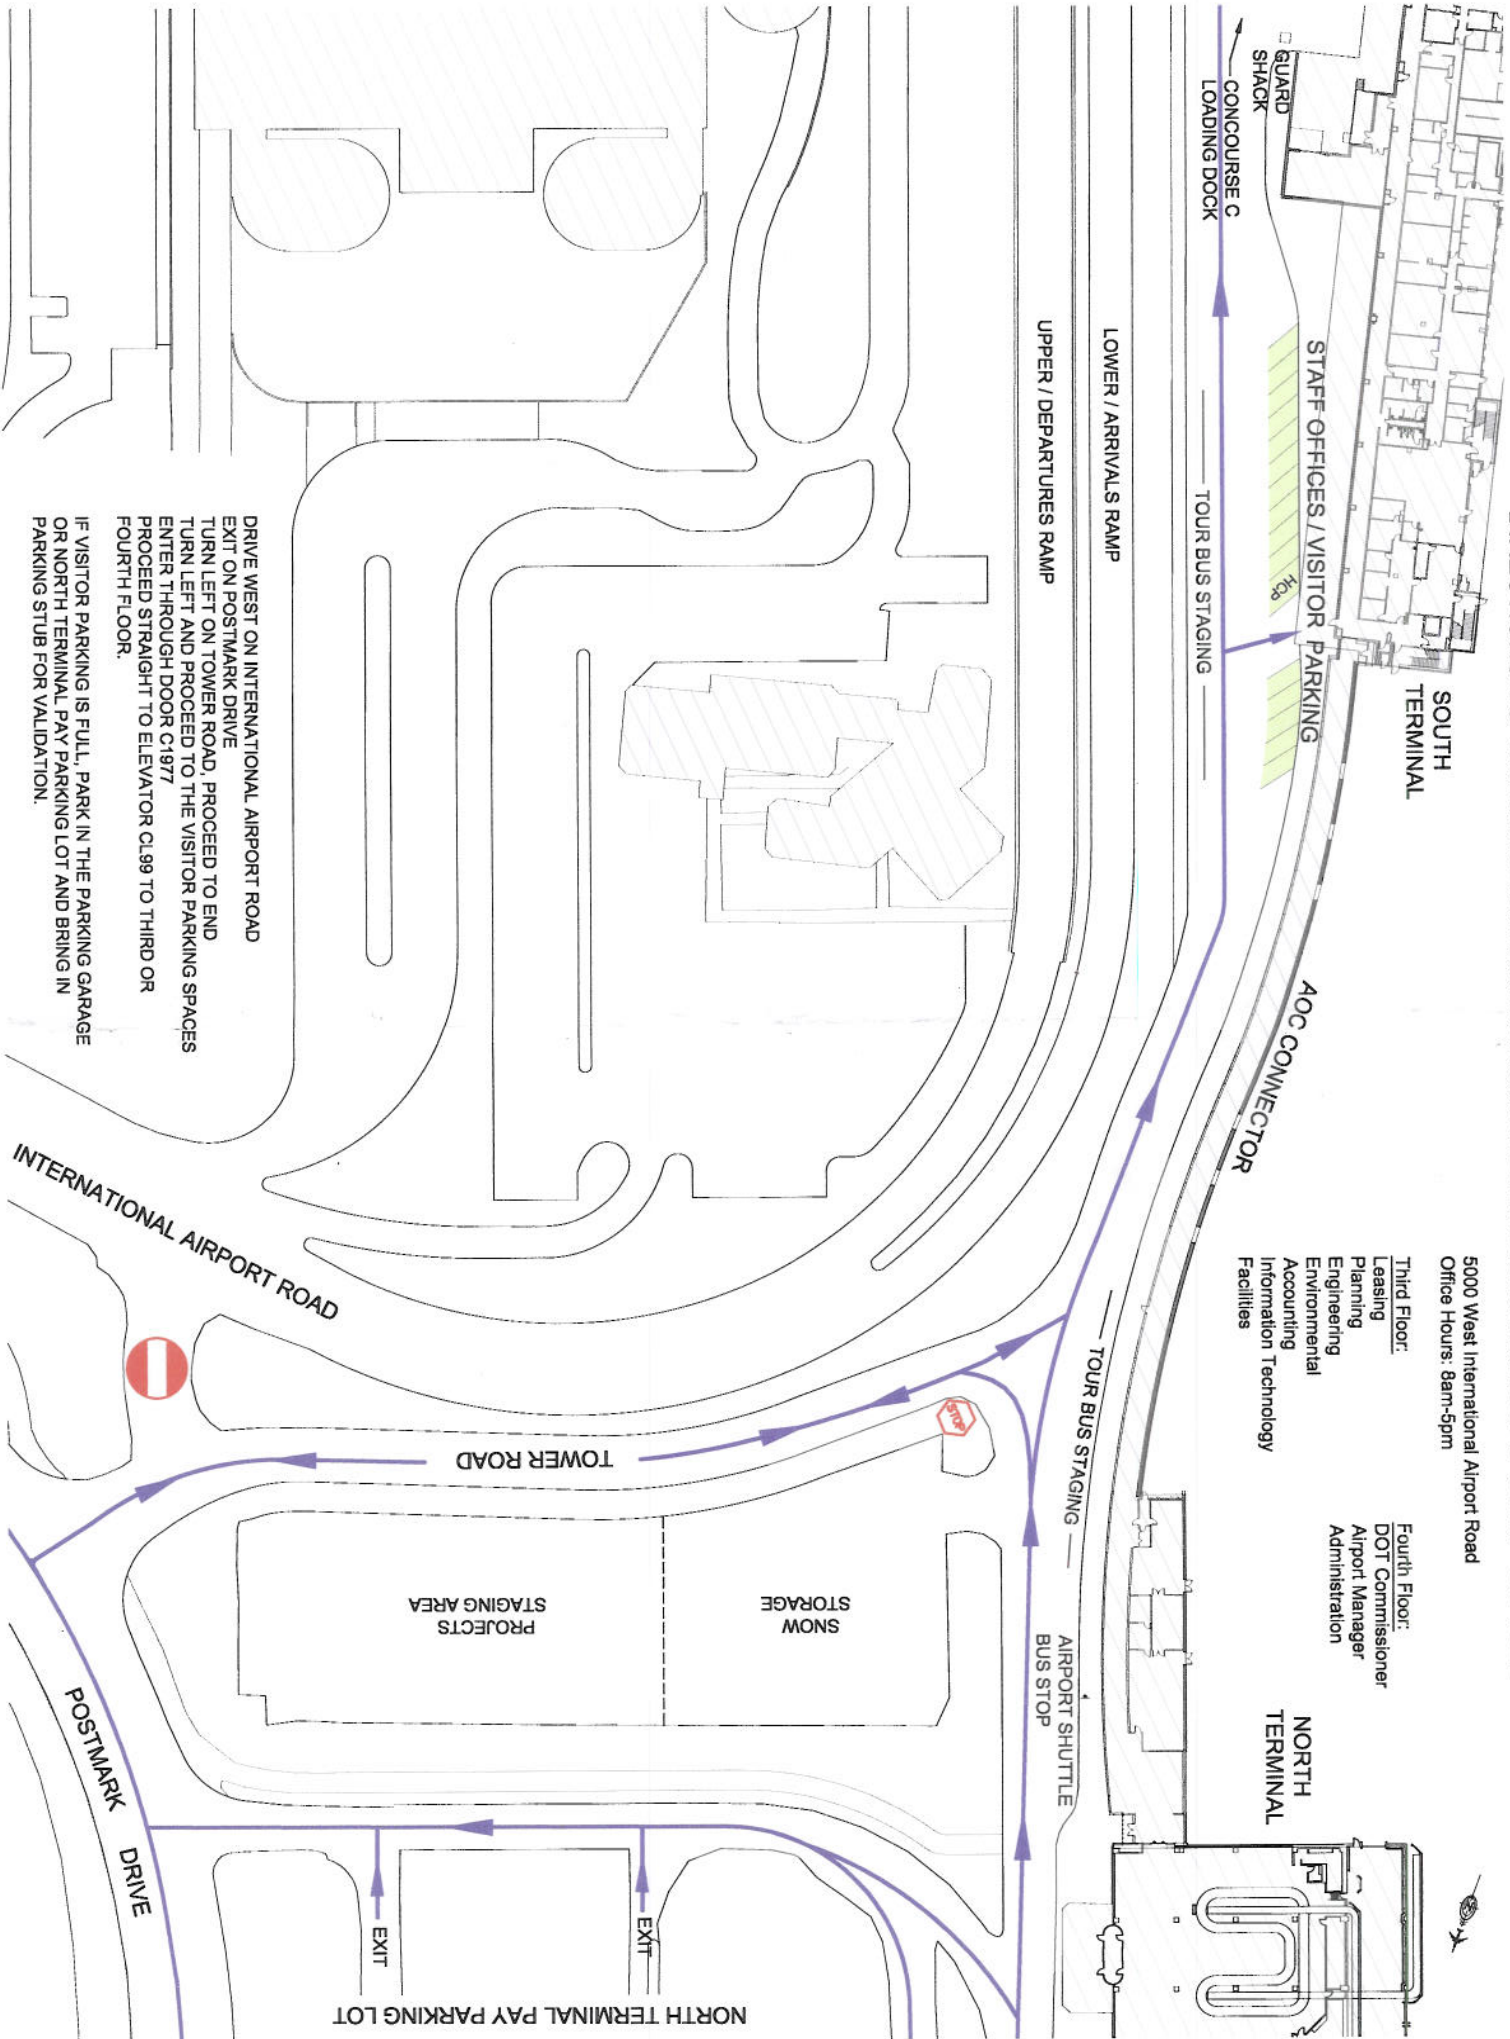 5000 West International Airport Road
Office Hours: 8am-5pm
Third Floor:
Leasing
Planning
Engineering
Environmental
Accounting
Information Technology
Facilities
Fourth Floor:
DOT Commissioner
Airport Manager
Administration
SOUTH
TERMINAL
NORTH
TERMINAL
AOC CONNECTOR
GUARD
SHACK
CONCOURSE C
LOADING DOCK
STAFF OFFICES / VISITOR PARKING
HCP
TOUR BUS STAGING
TOUR BUS STAGING
AIRPORT SHUTTLE
BUS STOP
LOWER / ARRIVALS RAMP
UPPER / DEPARTURES RAMP
STOP
TOWER ROAD
SNOW
STORAGE
PROJECTS
STAGING AREA
EXIT
EXIT
NORTH TERMINAL PAY PARKING LOT
INTERNATIONAL AIRPORT ROAD
POSTMARK DRIVE
DRIVE WEST ON INTERNATIONAL AIRPORT ROAD
EXIT ON POSTMARK DRIVE
TURN LEFT ON TOWER ROAD, PROCEED TO END
TURN LEFT AND PROCEED TO THE VISITOR PARKING SPACES
ENTER THROUGH DOOR C1977
PROCEED STRAIGHT TO ELEVATOR CL99 TO THIRD OR
FOURTH FLOOR.
IF VISITOR PARKING IS FULL, PARK IN THE PARKING GARAGE
OR NORTH TERMINAL PAY PARKING LOT AND BRING IN
PARKING STUB FOR VALIDATION.